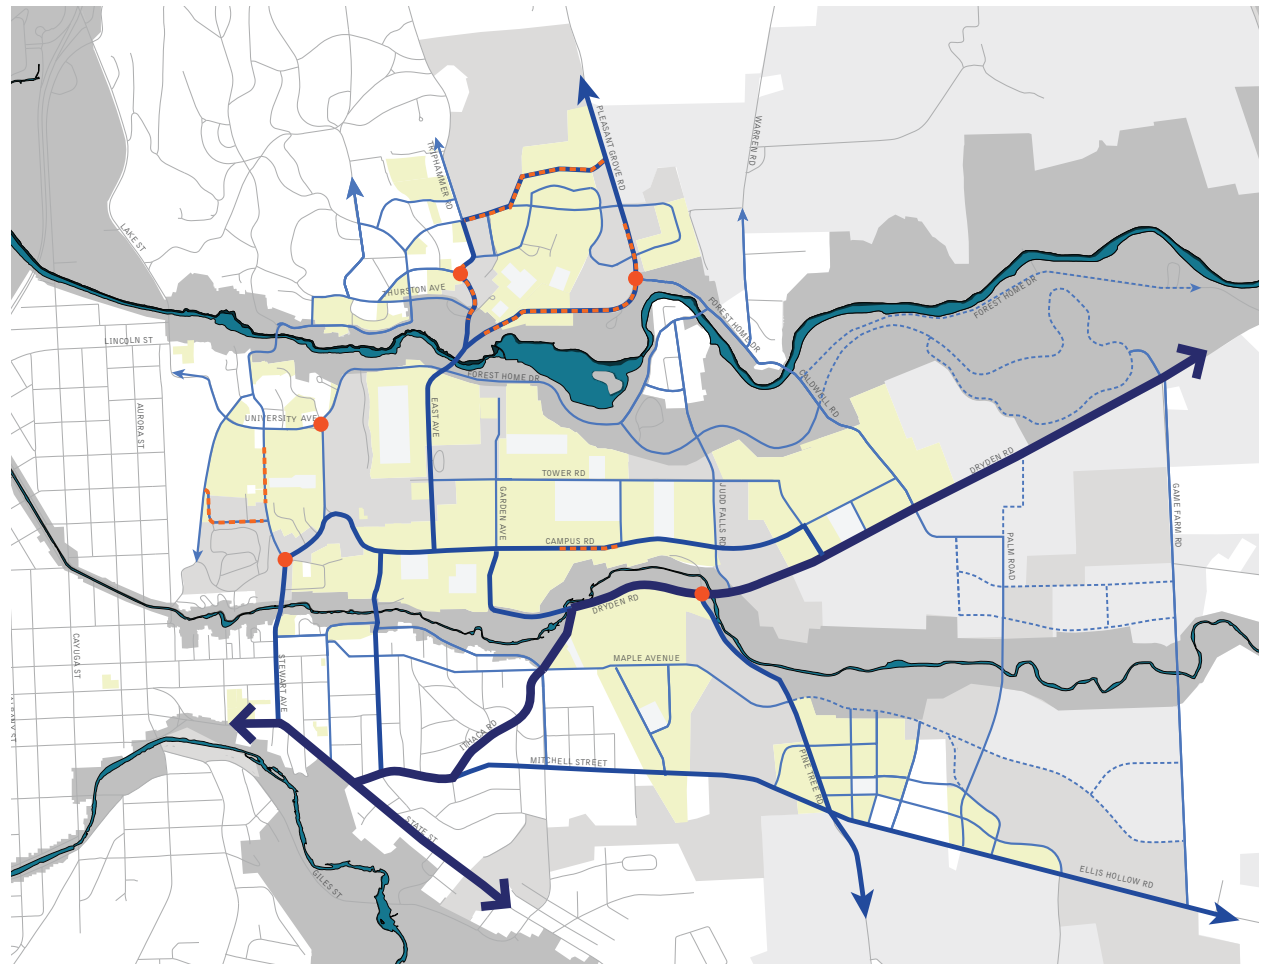 PLEASANT GROVE RD
WARREN RD
TRIPHAMMER RD
LAKE ST
THURSTON AVE
FOREST HOME DR
FOREST HOME DR
LINCOLN ST
FOREST HOME DR
CALDWELL RD
AURORA ST
UNIVERSITY AVE
EAST AVE
DRYDEN RD
TOWER RD
GARDEN AVE
JUDD FALLS RD
GAME FARM RD
CAMPUS RD
PALM ROAD
DRYDEN RD
CAYUGA ST
STEWART AVE
MAPLE AVENUE
ITHACA RD
MITCHELL STREET
PINE TREE RD
STATE ST
GILES ST
ELLIS HOLLOW RD